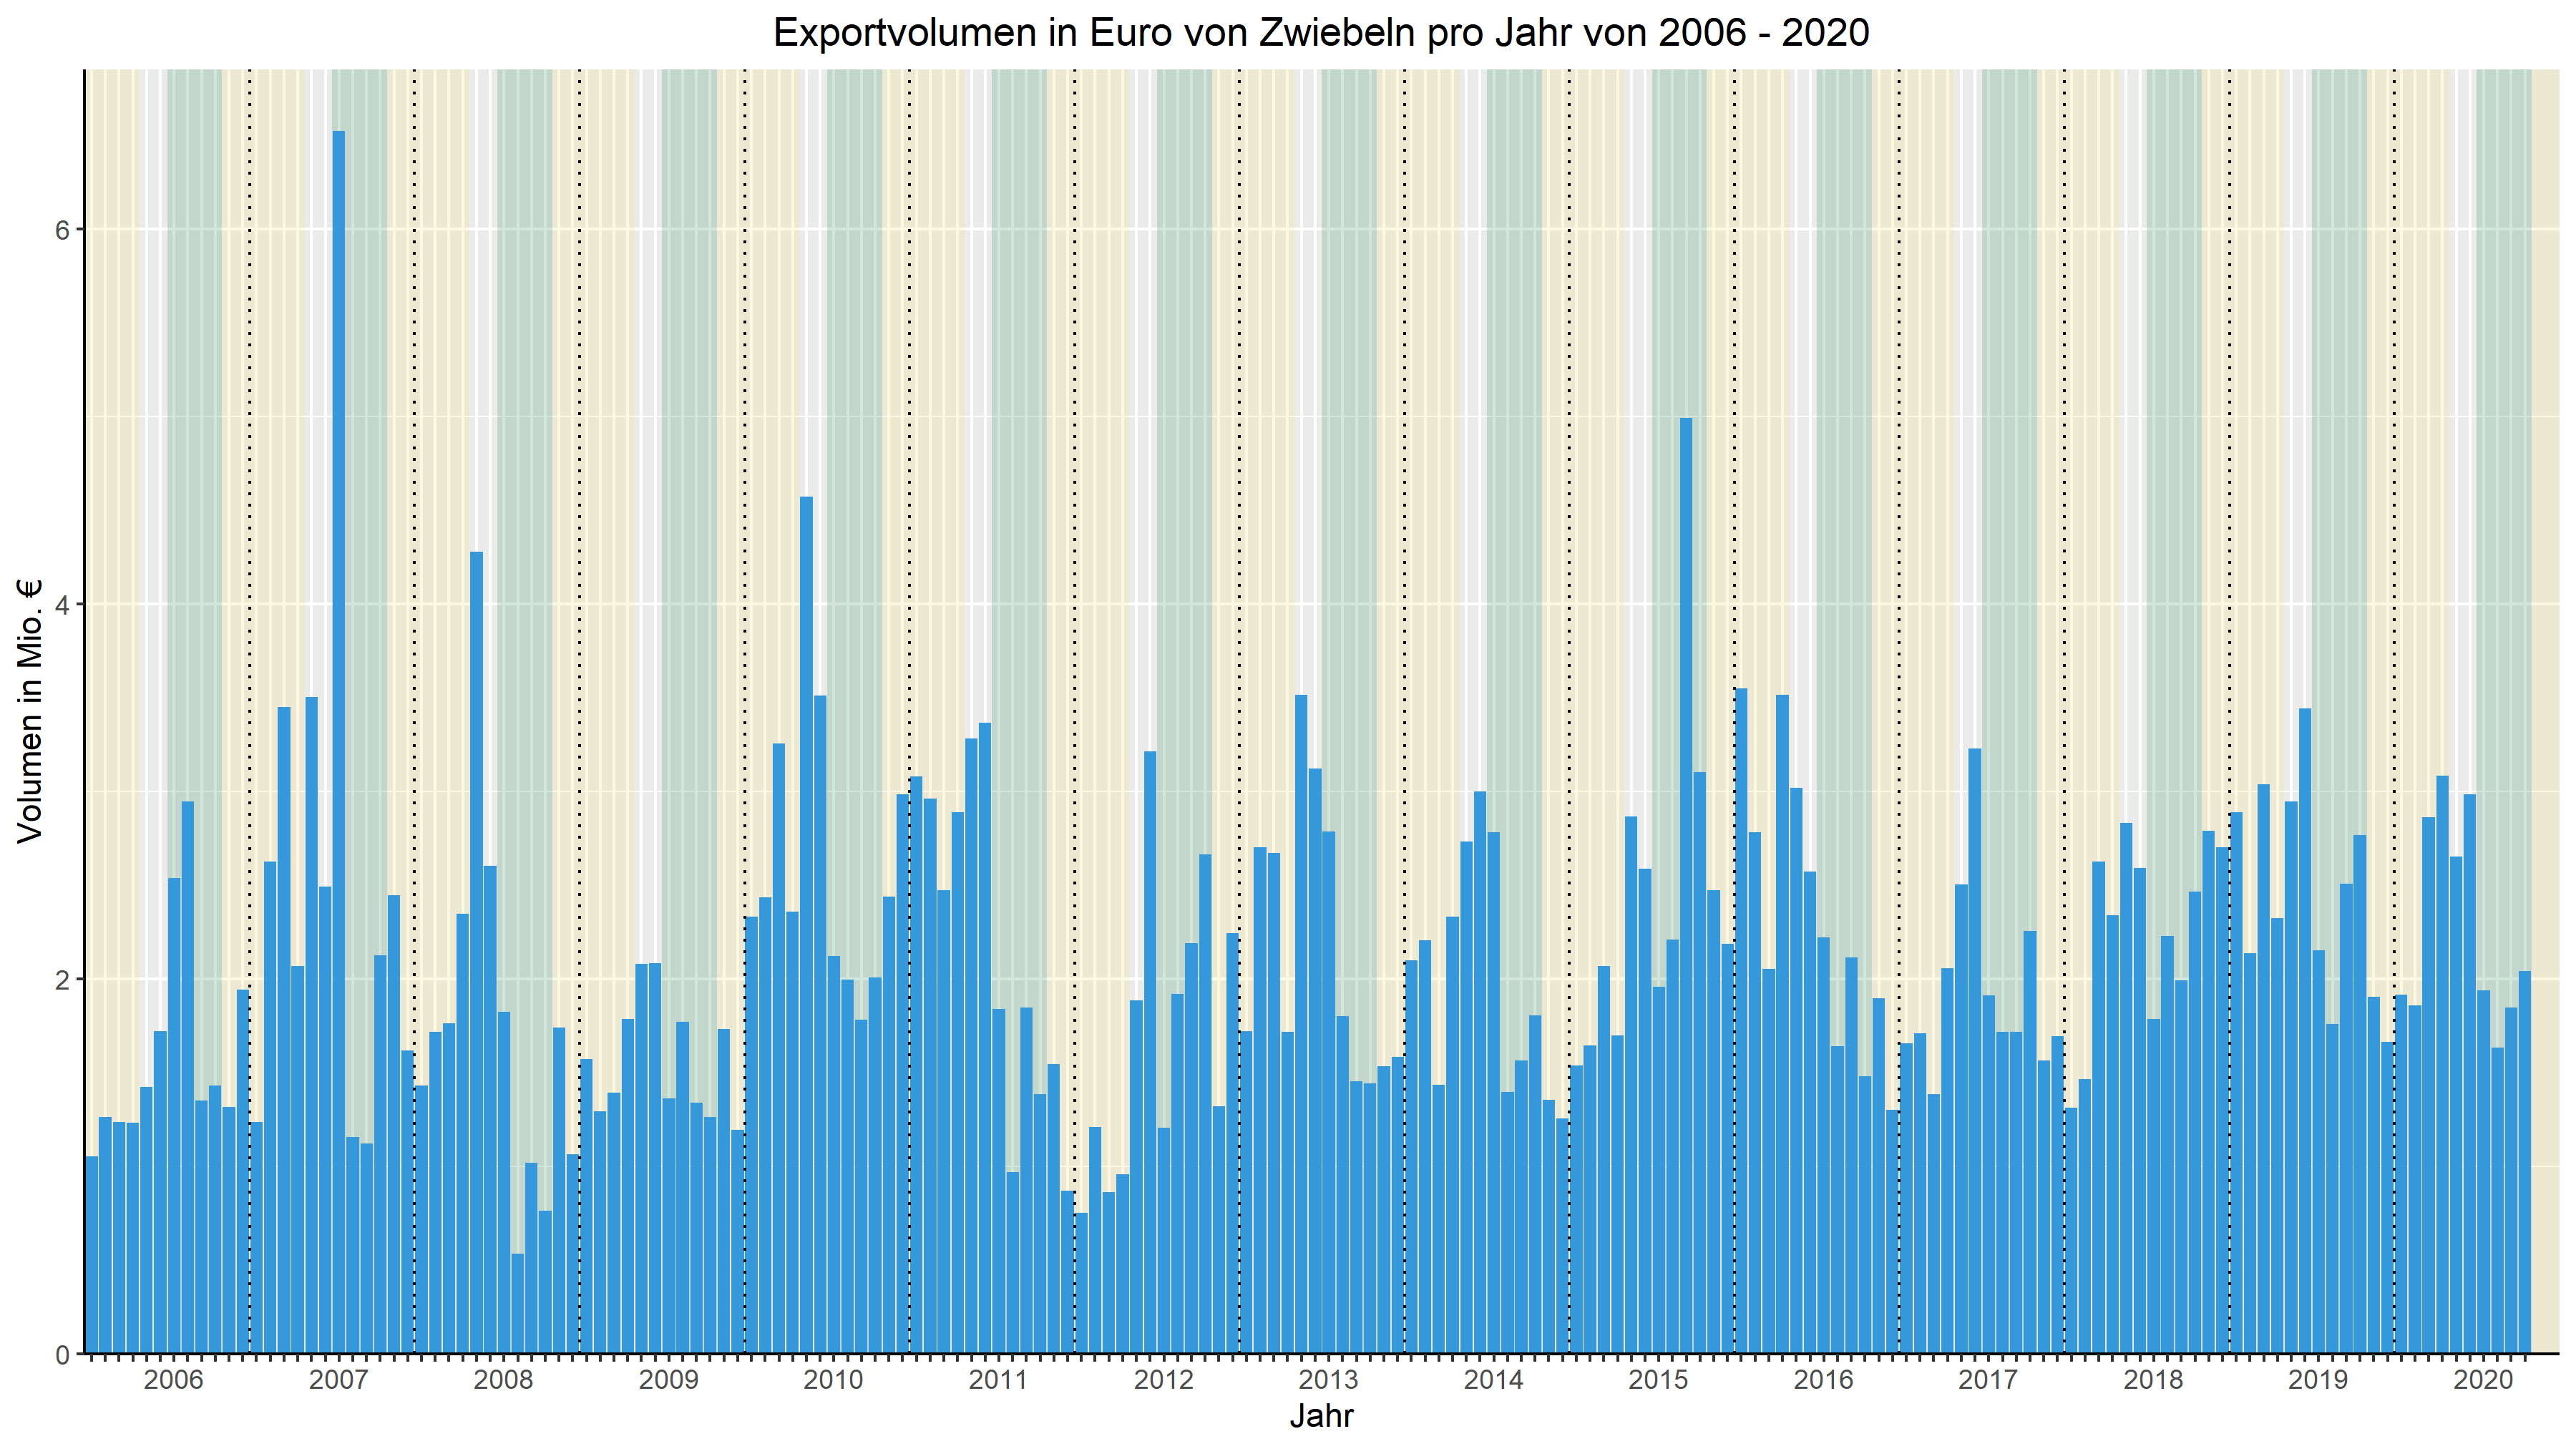 Exportvolumen in Euro von Zwiebeln pro Jahr von 2006 - 2020
Volumen in Mio. €
6
4
2
0
2006 2007 2008 2009 2010 2011 2012 2013 2014 2015 2016 2017 2018 2019 2020
Jahr